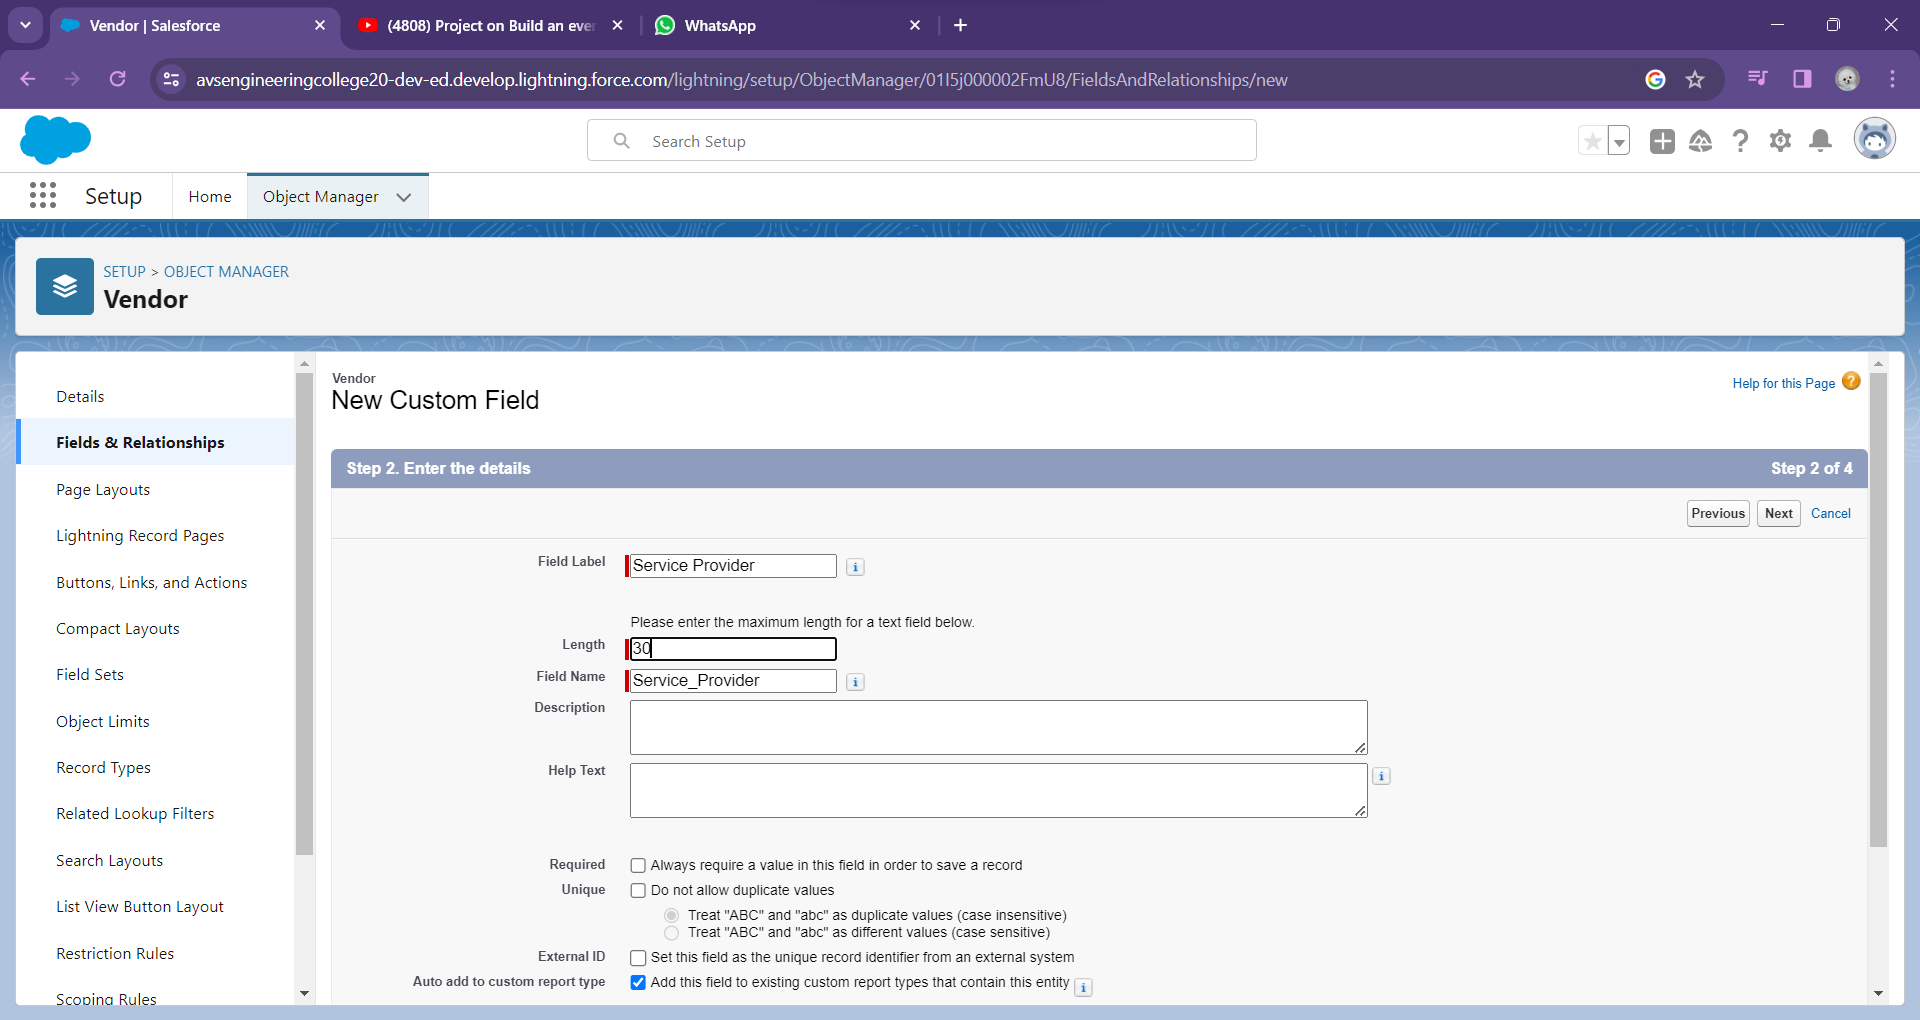 Vendor | Salesforce
(4808) Project on Build an eve
WhatsApp
avsengineeringcollege20-dev-ed.develop.lightning.force.com/lightning/setup/ObjectManager/01I5j000002FmU8/FieldsAndRelationships/new
Search Setup
Setup
Home
Object Manager
SETUP > OBJECT MANAGER
Vendor
Details
Fields & Relationships
Page Layouts
Lightning Record Pages
Buttons, Links, and Actions
Compact Layouts
Field Sets
Object Limits
Record Types
Related Lookup Filters
Search Layouts
List View Button Layout
Restriction Rules
Scoping Rules
Vendor
New Custom Field
Help for this Page
Step 2. Enter the details
Step 2 of 4
Previous
Next
Cancel
Field Label
Service Provider
Please enter the maximum length for a text field below.
Length
30
Field Name
Service_Provider
Description
Help Text
Required
Always require a value in this field in order to save a record
Unique
Do not allow duplicate values
Treat "ABC" and "abc" as duplicate values (case insensitive)
Treat "ABC" and "abc" as different values (case sensitive)
External ID
Set this field as the unique record identifier from an external system
Auto add to custom report type
Add this field to existing custom report types that contain this entity